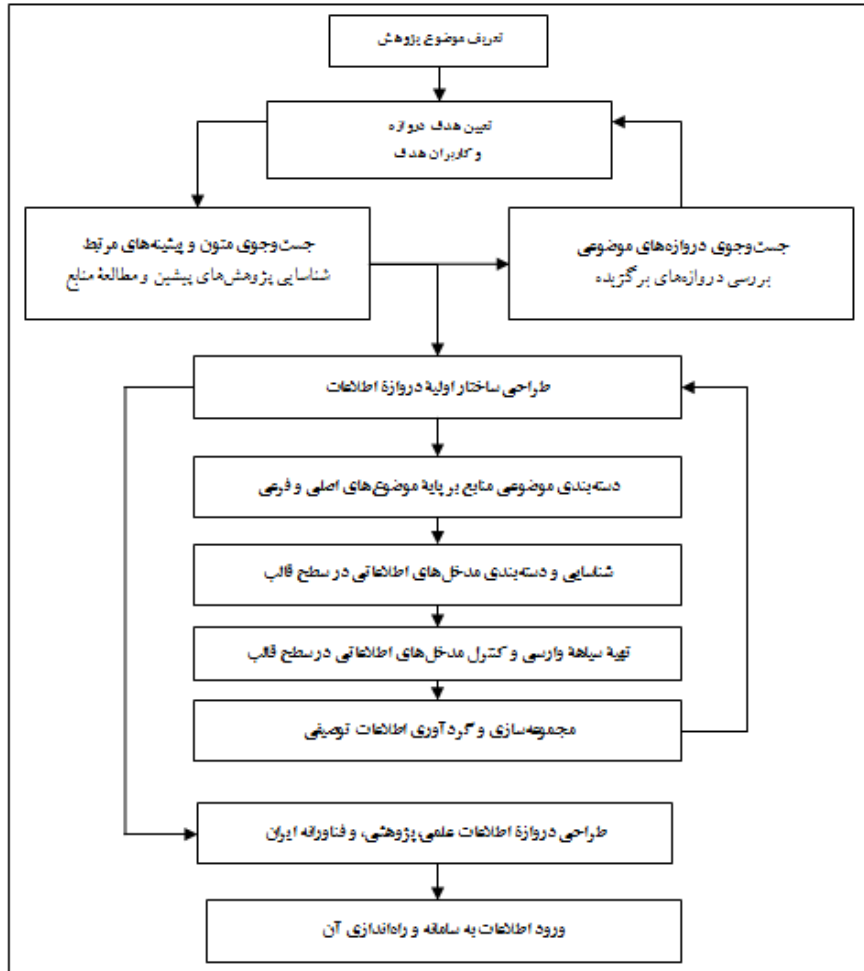 تعریف موضوع پژوهش
تعیین هدف دروازه
و کاربران هدف
جست‌وجوی متون و پیشینه‌های مرتبط
شناسایی پژوهش‌های پیشین و مطالعهٔ منابع
جست‌وجوی دروازه‌های موضوعی
بررسی دروازه‌های برگزیده
طراحی ساختار اولیهٔ دروازهٔ اطلاعات
دسته‌بندی موضوعی منابع بر پایهٔ موضوع‌های اصلی و فرعی
شناسایی و دسته‌بندی مدخل‌های اطلاعاتی در سطح قالب
تهیهٔ سیاههٔ وارسی و کنترل مدخل‌های اطلاعاتی در سطح قالب
مجموعه‌سازی و گردآوری اطلاعات توصیفی
طراحی دروازهٔ اطلاعات علمی، پژوهشی، و فناورانه ایران
ورود اطلاعات به سامانه و راه‌اندازی آن